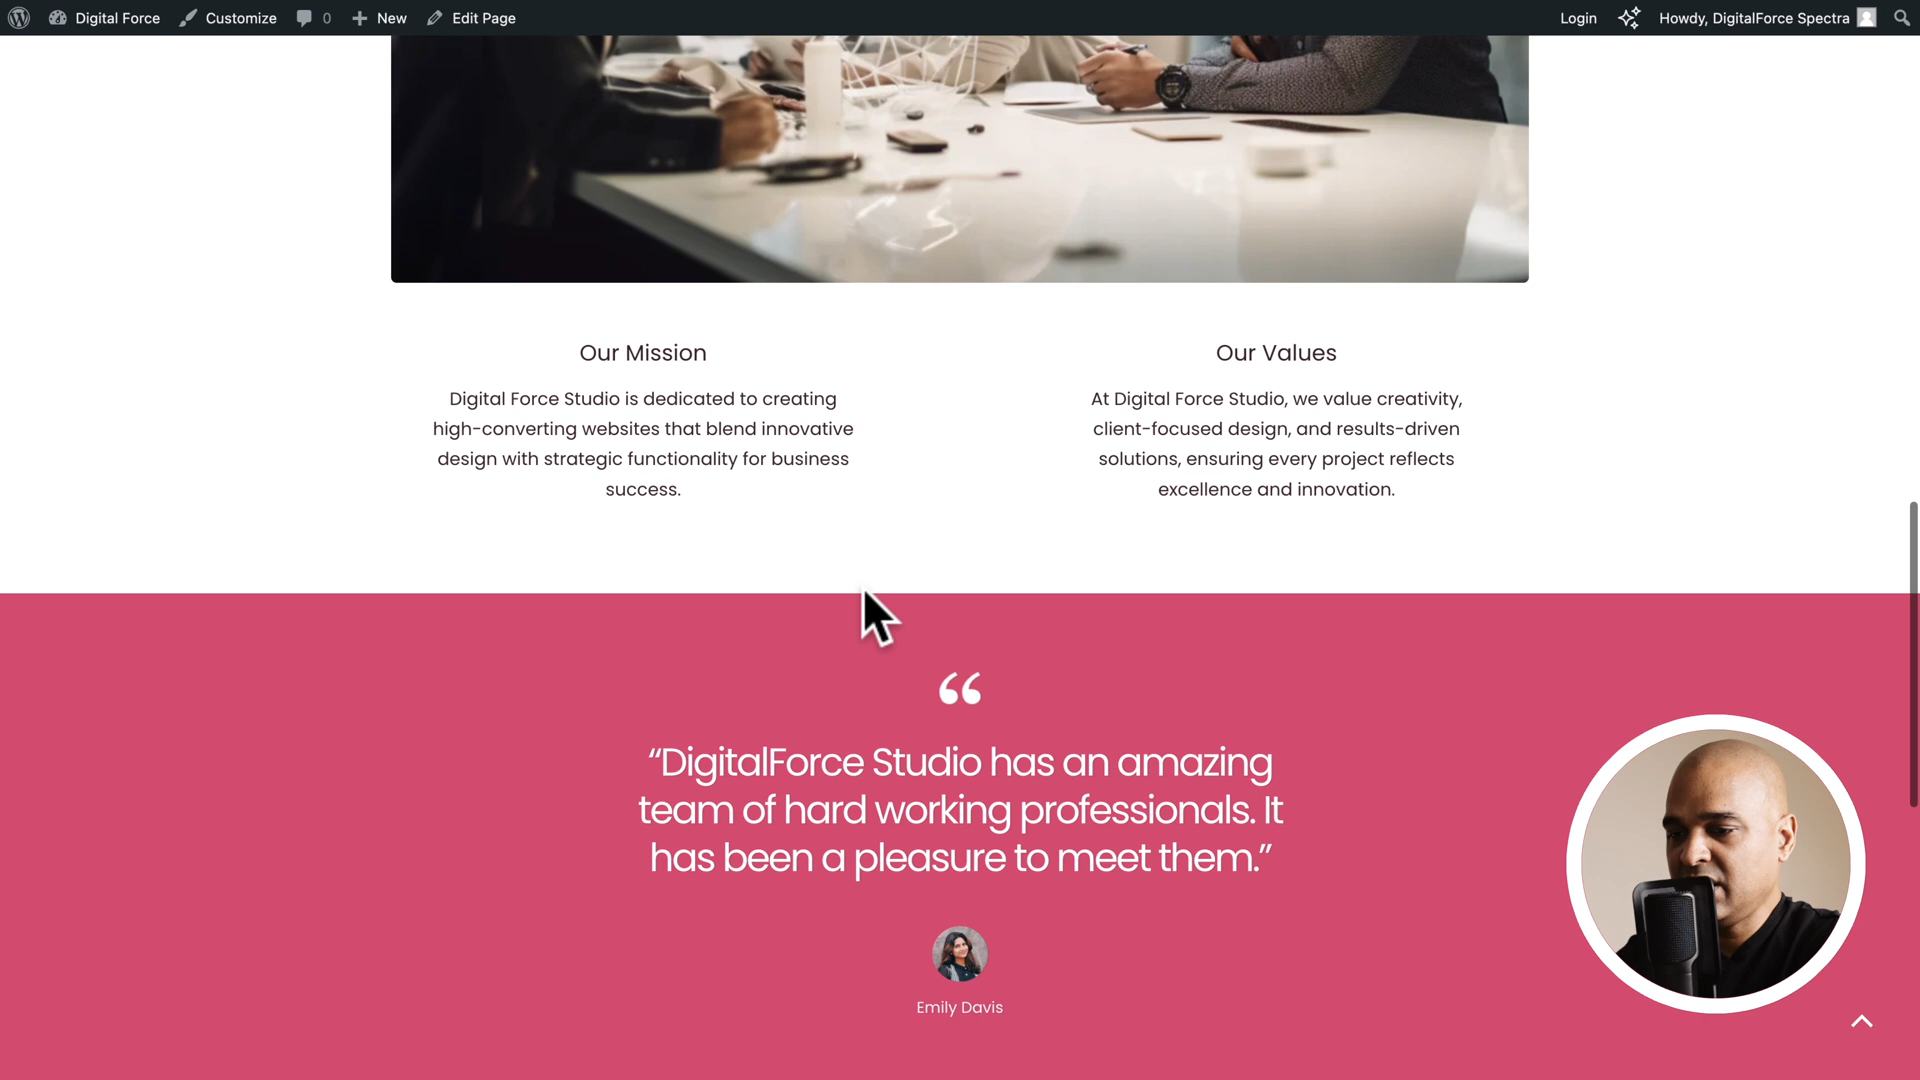 Digital Force Customize 0 New Edit Page Login Howdy, DigitalForce Spectra
Our Mission
Digital Force Studio is dedicated to creating
high-converting websites that blend innovative
design with strategic functionality for business
success.
Our Values
At Digital Force Studio, we value creativity,
client-focused design, and results-driven
solutions, ensuring every project reflects
excellence and innovation.
“
“DigitalForce Studio has an amazing
team of hard working professionals. It
has been a pleasure to meet them.”
Emily Davis